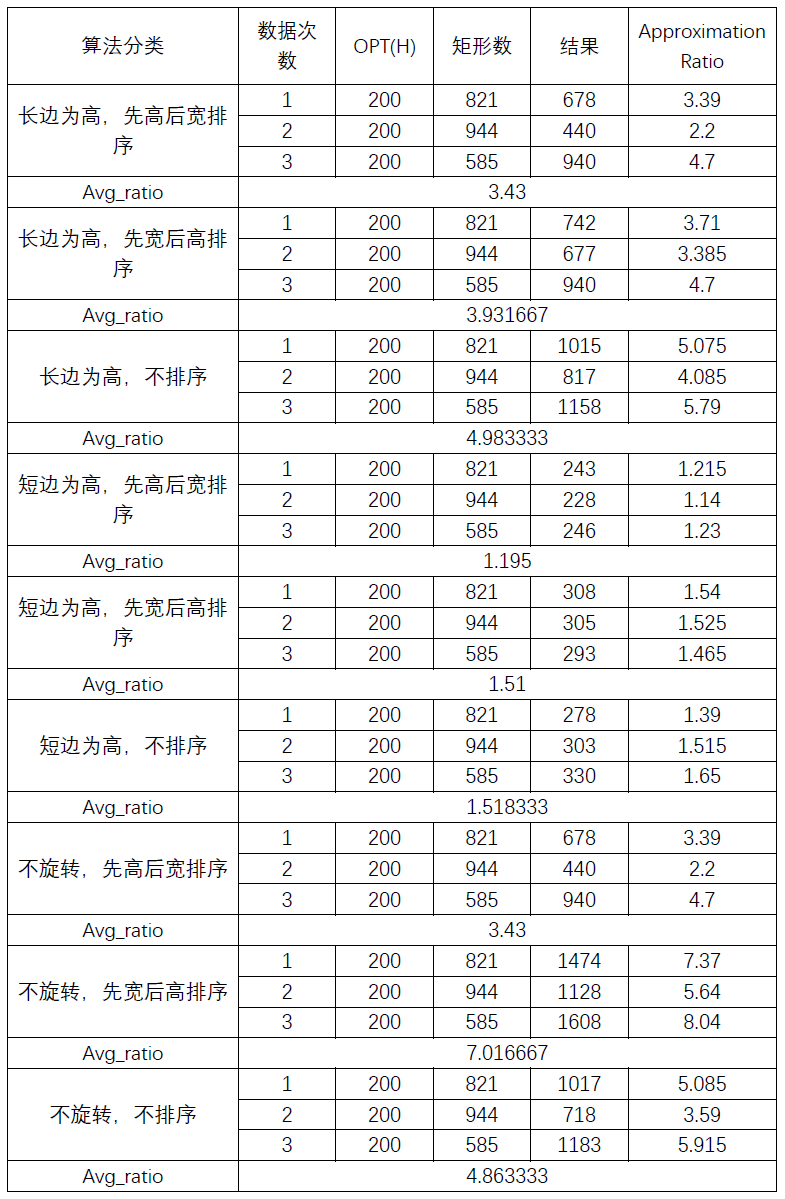 算法分类 数据次数 OPT(H) 矩形数 结果 Approximation Ratio
长边为高，先高后宽排序 1 200 821 678 3.39
2 200 944 440 2.2
3 200 585 940 4.7
Avg_ratio 3.43
长边为高，先宽后高排序 1 200 821 742 3.71
2 200 944 677 3.385
3 200 585 940 4.7
Avg_ratio 3.931667
长边为高，不排序 1 200 821 1015 5.075
2 200 944 817 4.085
3 200 585 1158 5.79
Avg_ratio 4.983333
短边为高，先高后宽排序 1 200 821 243 1.215
2 200 944 228 1.14
3 200 585 246 1.23
Avg_ratio 1.195
短边为高，先宽后高排序 1 200 821 308 1.54
2 200 944 305 1.525
3 200 585 293 1.465
Avg_ratio 1.51
短边为高，不排序 1 200 821 278 1.39
2 200 944 303 1.515
3 200 585 330 1.65
Avg_ratio 1.518333
不旋转，先高后宽排序 1 200 821 678 3.39
2 200 944 440 2.2
3 200 585 940 4.7
Avg_ratio 3.43
不旋转，先宽后高排序 1 200 821 1474 7.37
2 200 944 1128 5.64
3 200 585 1608 8.04
Avg_ratio 7.016667
不旋转，不排序 1 200 821 1017 5.085
2 200 944 718 3.59
3 200 585 1183 5.915
Avg_ratio 4.863333